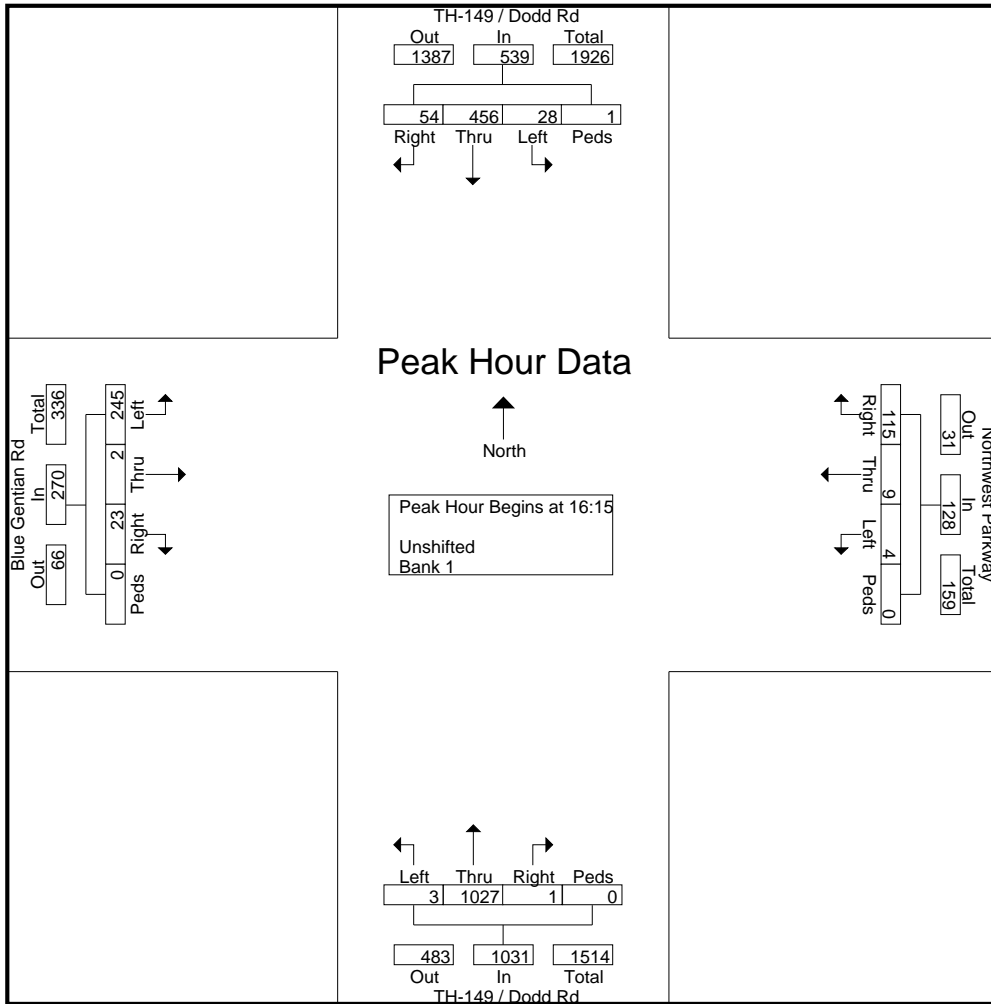 TH-149 / Dodd Rd
Out In Total
1387 539 1926
54 456 28 1
Right Thru Left Peds
Peak Hour Data
North
Peak Hour Begins at 16:15
Unshifted
Bank 1
Blue Gentian Rd
Out In Total
66 270 336
0 23 2 245
Peds Right Thru Left
Northwest Parkway
Out In Total
31 128 159
115 9 4 0
Right Thru Left Peds
Left Thru Right Peds
3 1027 1 0
483 1031 1514
Out In Total
TH-149 / Dodd Rd